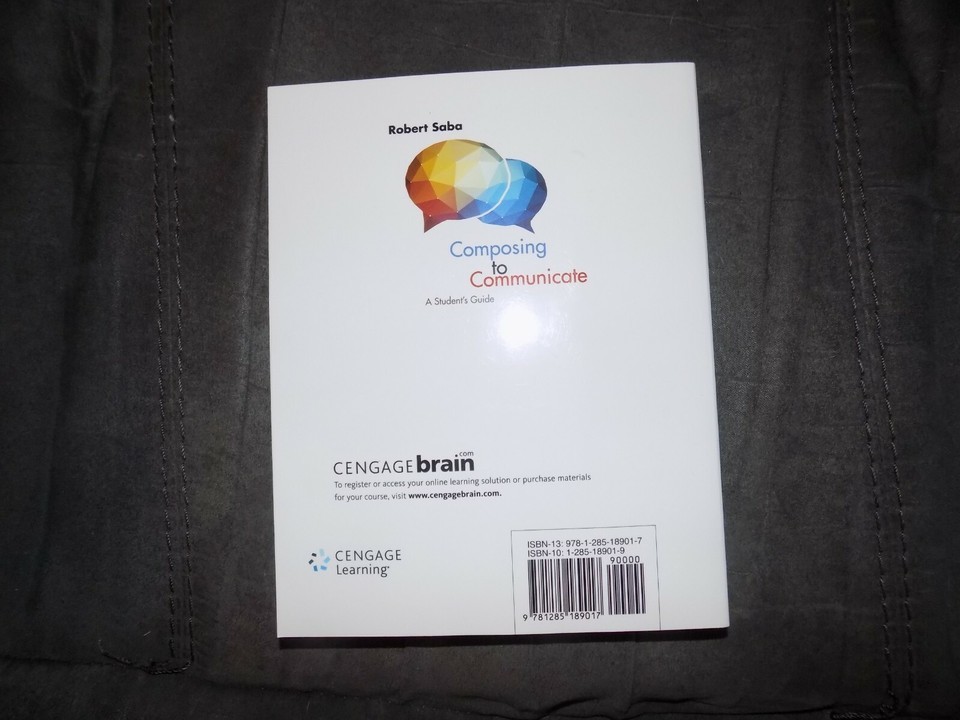 Robert Saba
Composing
to
Communicate
A Student's Guide
CENGAGEbrain.com
To register or access your online learning solution or purchase materials
for your course, visit www.cengagebrain.com.
CENGAGE
Learning®
ISBN-13: 978-1-285-18901-7
ISBN-10: 1-285-18901-9
90000
9 781285 189017